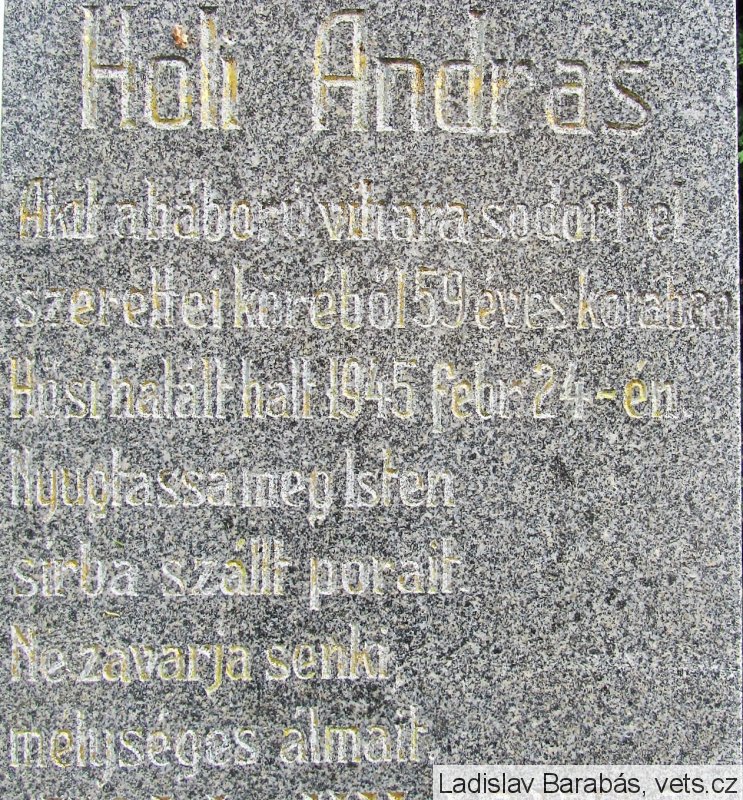 Hóli András
Akit a háború vihara sodort el
szerettei köréből 59 éves korában
Hősi halált halt 1945 febr 24-én.
Nyugtassa meg Isten
sírba szállt porait.
Ne zavarja senki,
mélységes álmait.
Ladislav Barabás, vets.cz